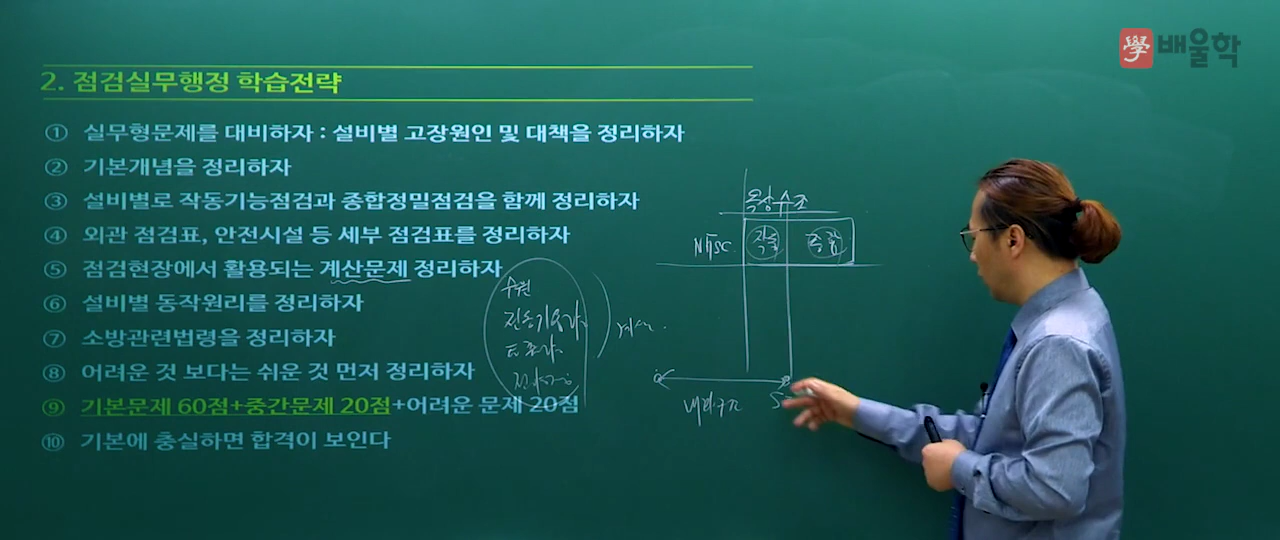 學 배울학
2. 점검실무행정 학습전략
① 실무형문제를 대비하자 : 설비별 고장원인 및 대책을 정리하자
② 기본개념을 정리하자
③ 설비별로 작동기능점검과 종합정밀점검을 함께 정리하자
④ 외관 점검표, 안전시설 등 세부 점검표를 정리하자
⑤ 점검현장에서 활용되는 계산문제 정리하자
⑥ 설비별 동작원리를 정리하자
⑦ 소방관련법령을 정리하자
⑧ 어려운 것 보다는 쉬운 것 먼저 정리하자
⑨ 기본문제 60점+중간문제 20점+어려운 문제 20점
⑩ 기본에 충실하면 합격이 보인다
옥상수조
수원